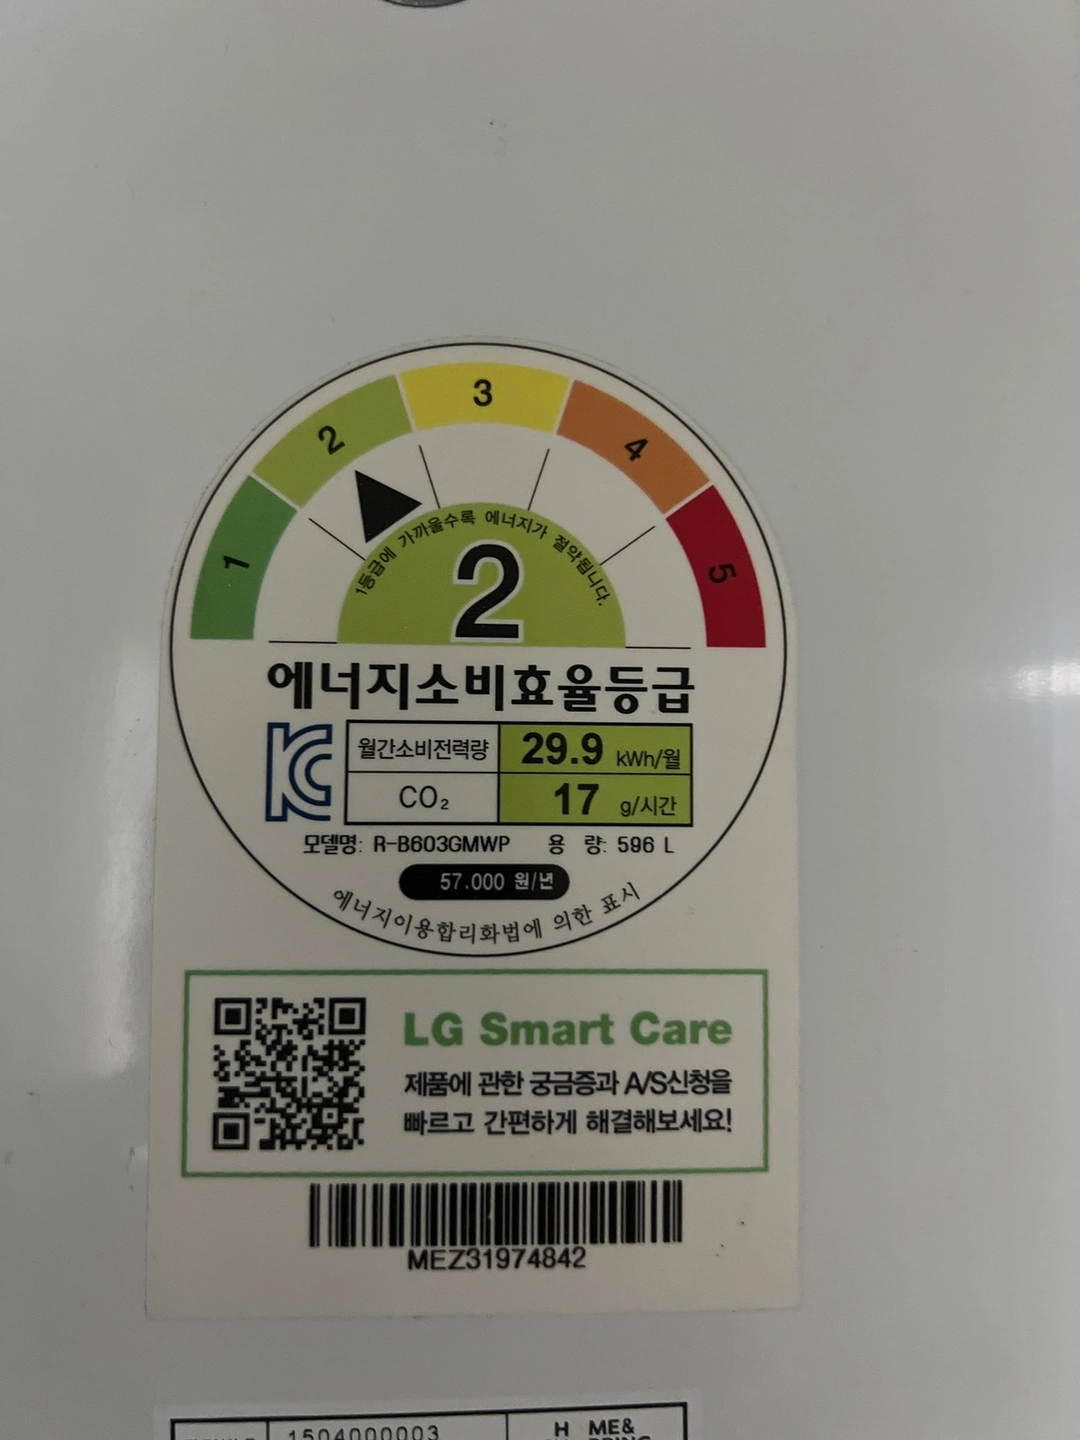 1
2
3
4
5
1등급에 가까울수록 에너지가 절약됩니다.
2
에너지소비효율등급
월간소비전력량 29.9 kWh/월
CO₂ 17 g/시간
모델명: R-B603GMWP 용 량: 596 L
57.000 원/년
에너지이용합리화법에 의한 표시
LG Smart Care
제품에 관한 궁금증과 A/S신청을
빠르고 간편하게 해결해보세요!
MEZ31974842
1504000003 H ME&